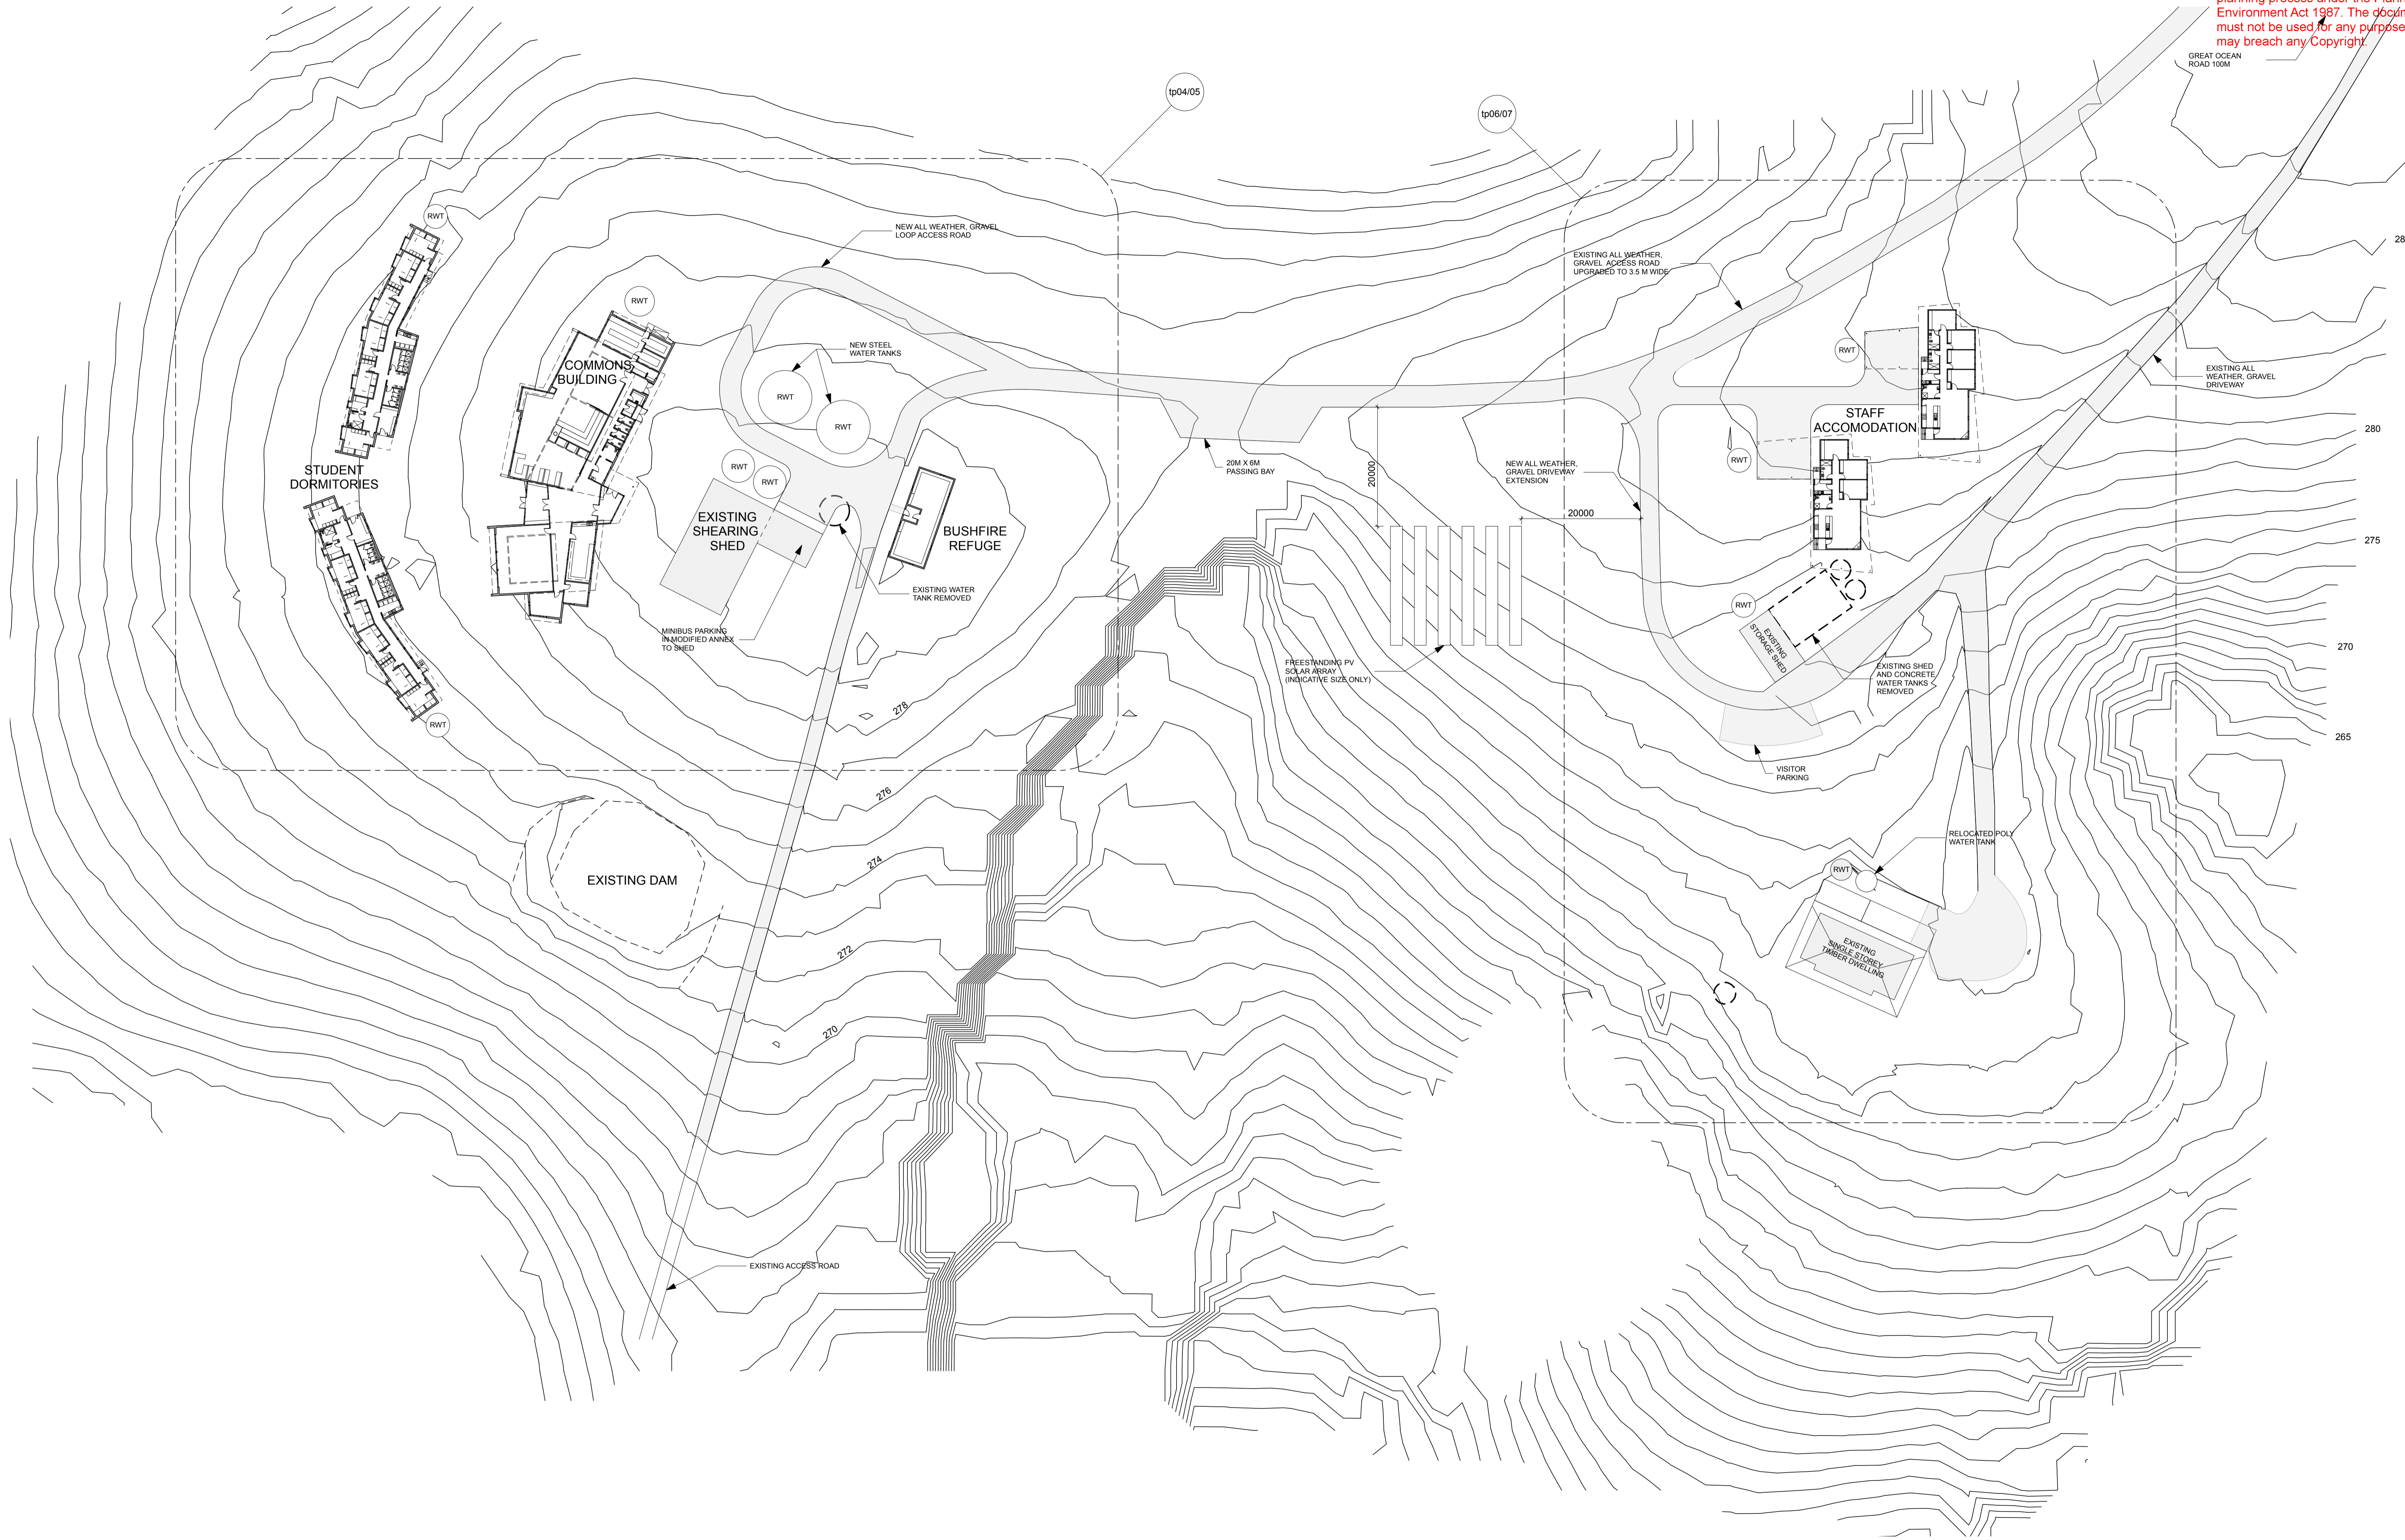 planning process under the Plann
Environment Act 1987. The docum
must not be used for any purpose
may breach any Copyright.
GREAT OCEAN
ROAD 100M
tp04/05
tp06/07
RWT
NEW ALL WEATHER, GRAVEL
LOOP ACCESS ROAD
EXISTING ALL WEATHER,
GRAVEL ACCESS ROAD
UPGRADED TO 3.5 M WIDE
28
RWT
COMMONS
BUILDING
NEW STEEL
WATER TANKS
RWT
RWT
RWT
EXISTING ALL
WEATHER, GRAVEL
DRIVEWAY
STAFF
ACCOMODATION
280
STUDENT
DORMITORIES
RWT
RWT
20M X 6M
PASSING BAY
20000
NEW ALL WEATHER,
GRAVEL DRIVEWAY
EXTENSION
RWT
20000
EXISTING
SHEARING
SHED
BUSHFIRE
REFUGE
275
EXISTING WATER
TANK REMOVED
MINIBUS PARKING
IN MODIFIED ANNEX
TO SHED
RWT
EXISTING
STORAGE SHED
270
FREESTANDING PV
SOLAR ARRAY
(INDICATIVE SIZE ONLY)
EXISTING SHED
AND CONCRETE
WATER TANKS
REMOVED
RWT
278
265
VISITOR
PARKING
276
RELOCATED POLY
WATER TANK
274
EXISTING DAM
RWT
EXISTING
SINGLE STOREY
TIMBER DWELLING
272
270
EXISTING ACCESS ROAD